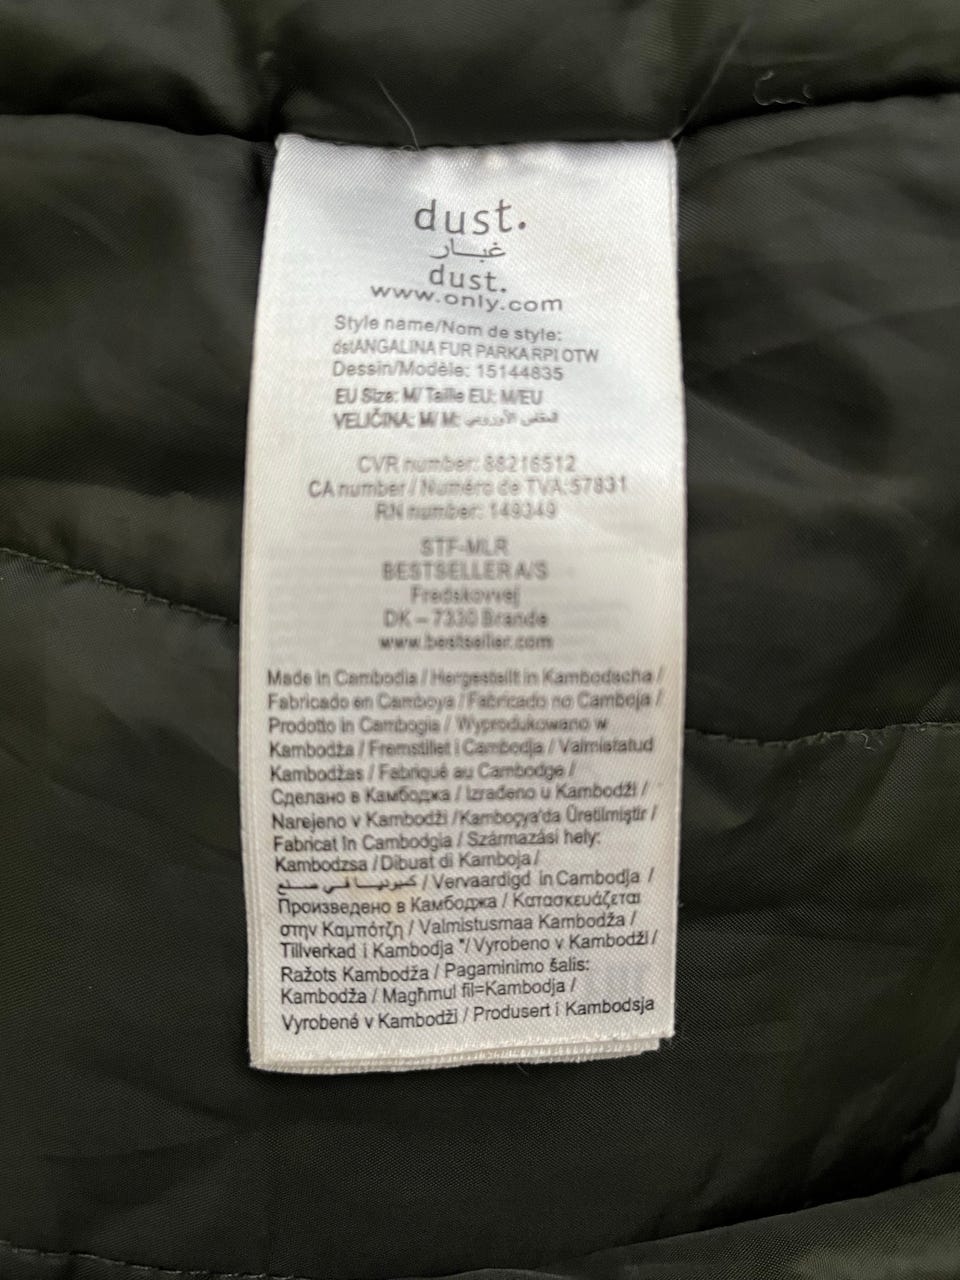 dust.
غبار
dust.
www.only.com
Style name/Nom de style:
dstANGALINA FUR PARKA RPI OTW
Dessin/Modèle: 15144835
EU Size: M/ Taille EU: M/EU
VELIČINA: M/ M: المقاس الأوروبي
CVR number: 88216512
CA number / Numéro de TVA: 57831
RN number: 149349
STF-MLR
BESTSELLER A/S
Fredskovvej
DK – 7330 Brande
www.bestseller.com
Made in Cambodia / Hergestellt in Kambodscha /
Fabricado en Camboya / Fabricado no Camboja /
Prodotto in Cambogia / Wyprodukowano w
Kambodża / Fremstillet i Cambodja / Valmistatud
Kambodžas / Fabriqué au Cambodge /
Сделано в Камбоджа / Izrađeno u Kambodži /
Narejeno v Kambodži /Kambogya'da Üretilmiştir /
Fabricat în Cambodgia / Származási hely:
Kambodzsa / Dibuat di Kamboja /
صنع في كمبوديا / Vervaardigd in Cambodja /
Произведено в Камбоджа / Κατασκευάζεται
στην Καμπότζη / Valmistusmaa Kambodža /
Tillverkad i Kambodja */ Vyrobeno v Kambodži /
Ražots Kambodža / Pagaminimo šalis:
Kambodža / Magħmul fil=Kambodja /
Vyrobené v Kambodži / Produsert i Kambodsja